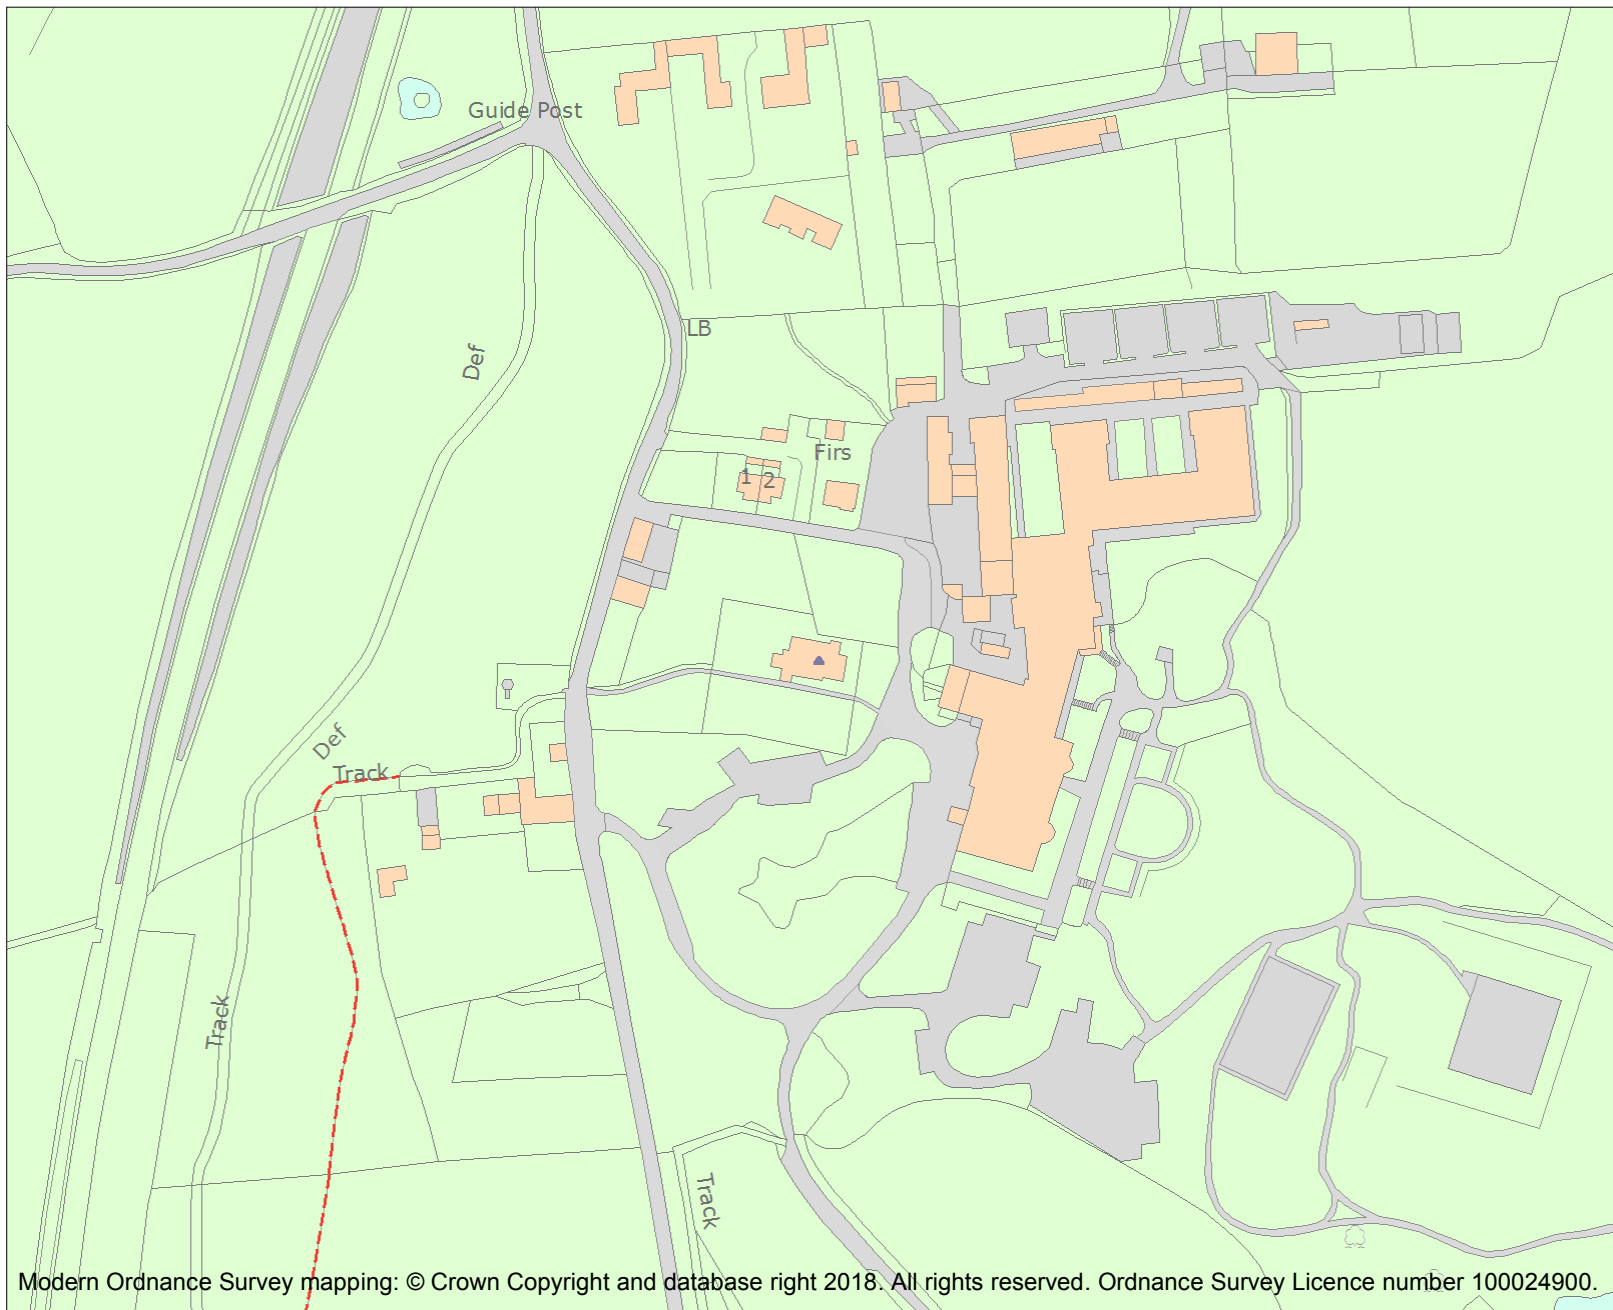 Guide Post
LB
Def
Firs
1
2
Def
Track
Track
Track
Modern Ordnance Survey mapping: © Crown Copyright and database right 2018. All rights reserved. Ordnance Survey Licence number 100024900.